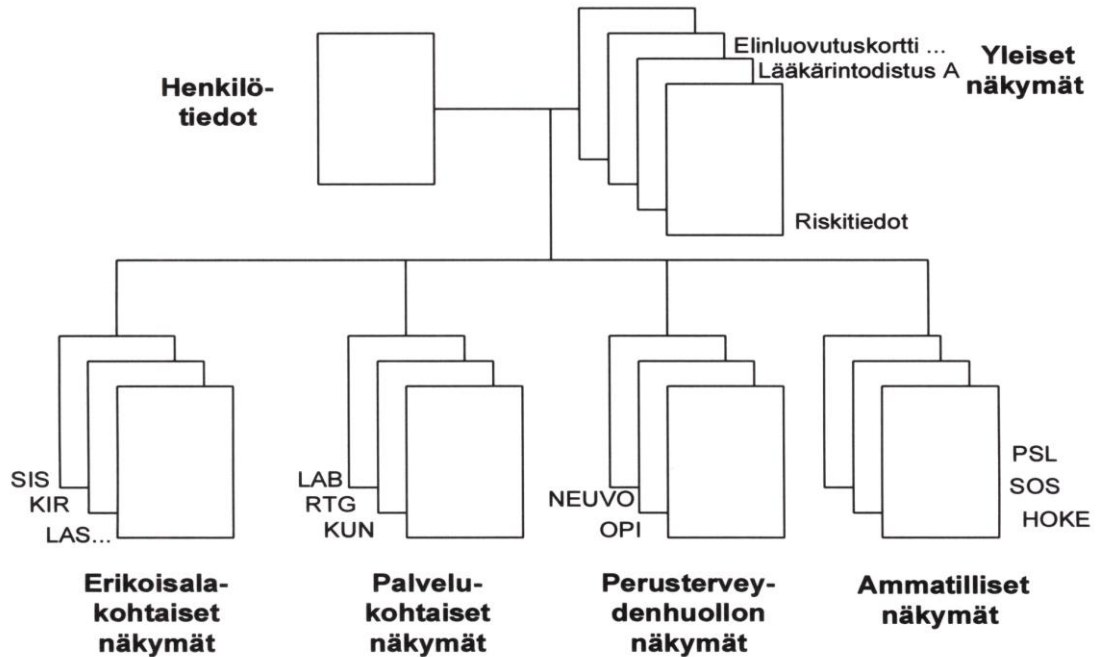 Henkilö-
tiedot
Elinluovutuskortti ...
Lääkärintodistus A
Yleiset
näkymät
Riskitiedot
SIS
KIR
LAS...
LAB
RTG
KUN
NEUVO
OPI
PSL
SOS
HOKE
Erikoisala-
kohtaiset
näkymät
Palvelu-
kohtaiset
näkymät
Perustervey-
denhuollon
näkymät
Ammatilliset
näkymät